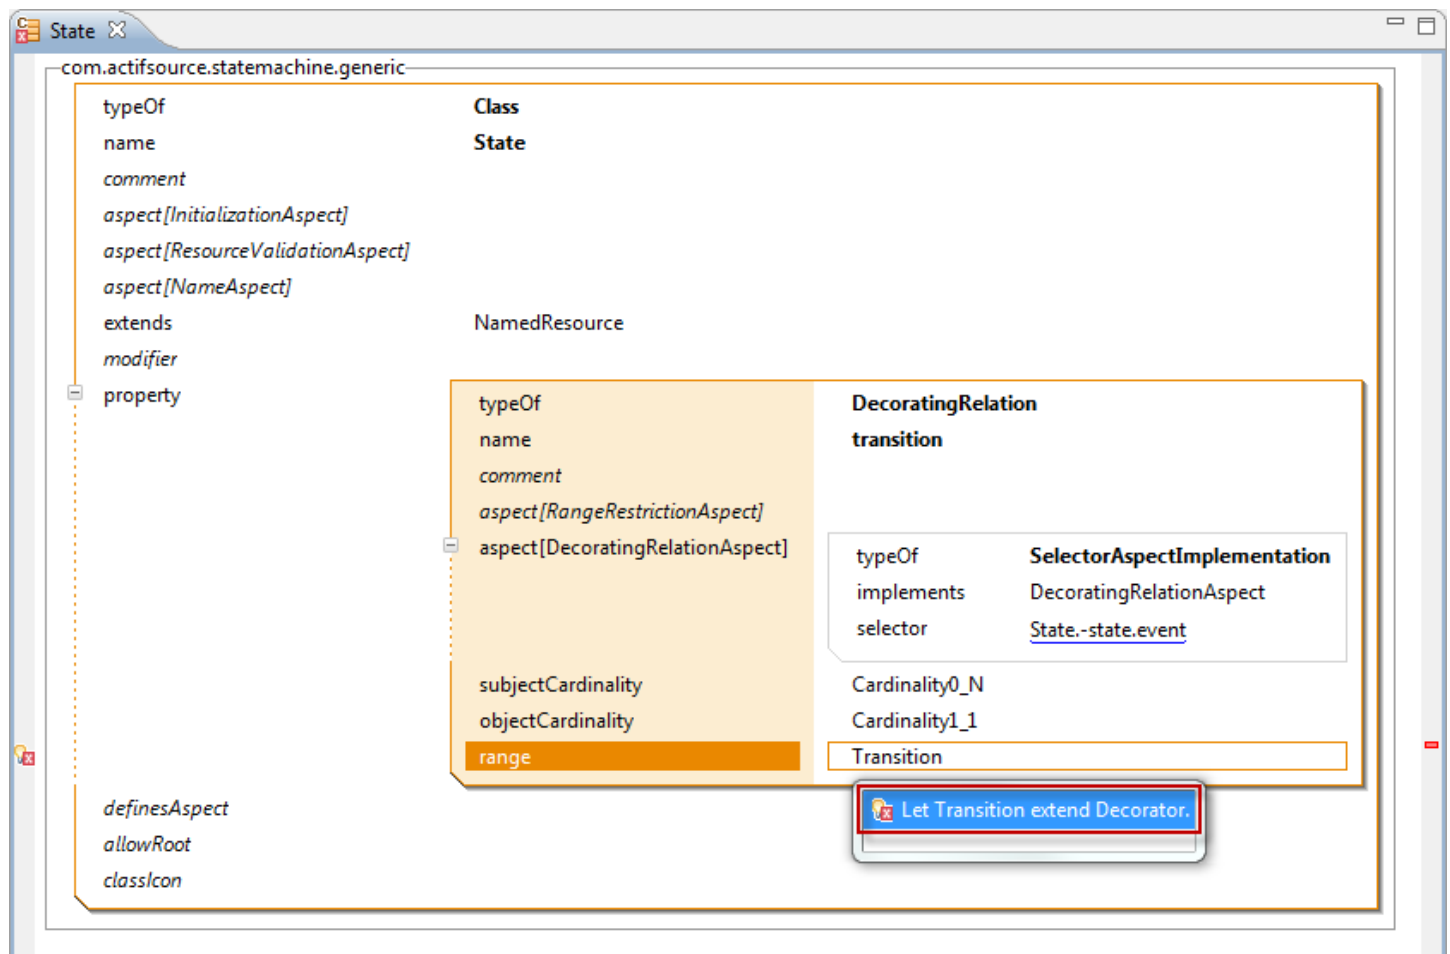 State
com.actifsource.statemachine.generic
typeOf Class
name State
comment
aspect[InitializationAspect]
aspect[ResourceValidationAspect]
aspect[NameAspect]
extends NamedResource
modifier
property
typeOf DecoratingRelation
name transition
comment
aspect[RangeRestrictionAspect]
aspect[DecoratingRelationAspect]
typeOf SelectorAspectImplementation
implements DecoratingRelationAspect
selector State.-state.event
subjectCardinality Cardinality0_N
objectCardinality Cardinality1_1
range Transition
definesAspect
Let Transition extend Decorator.
allowRoot
classIcon